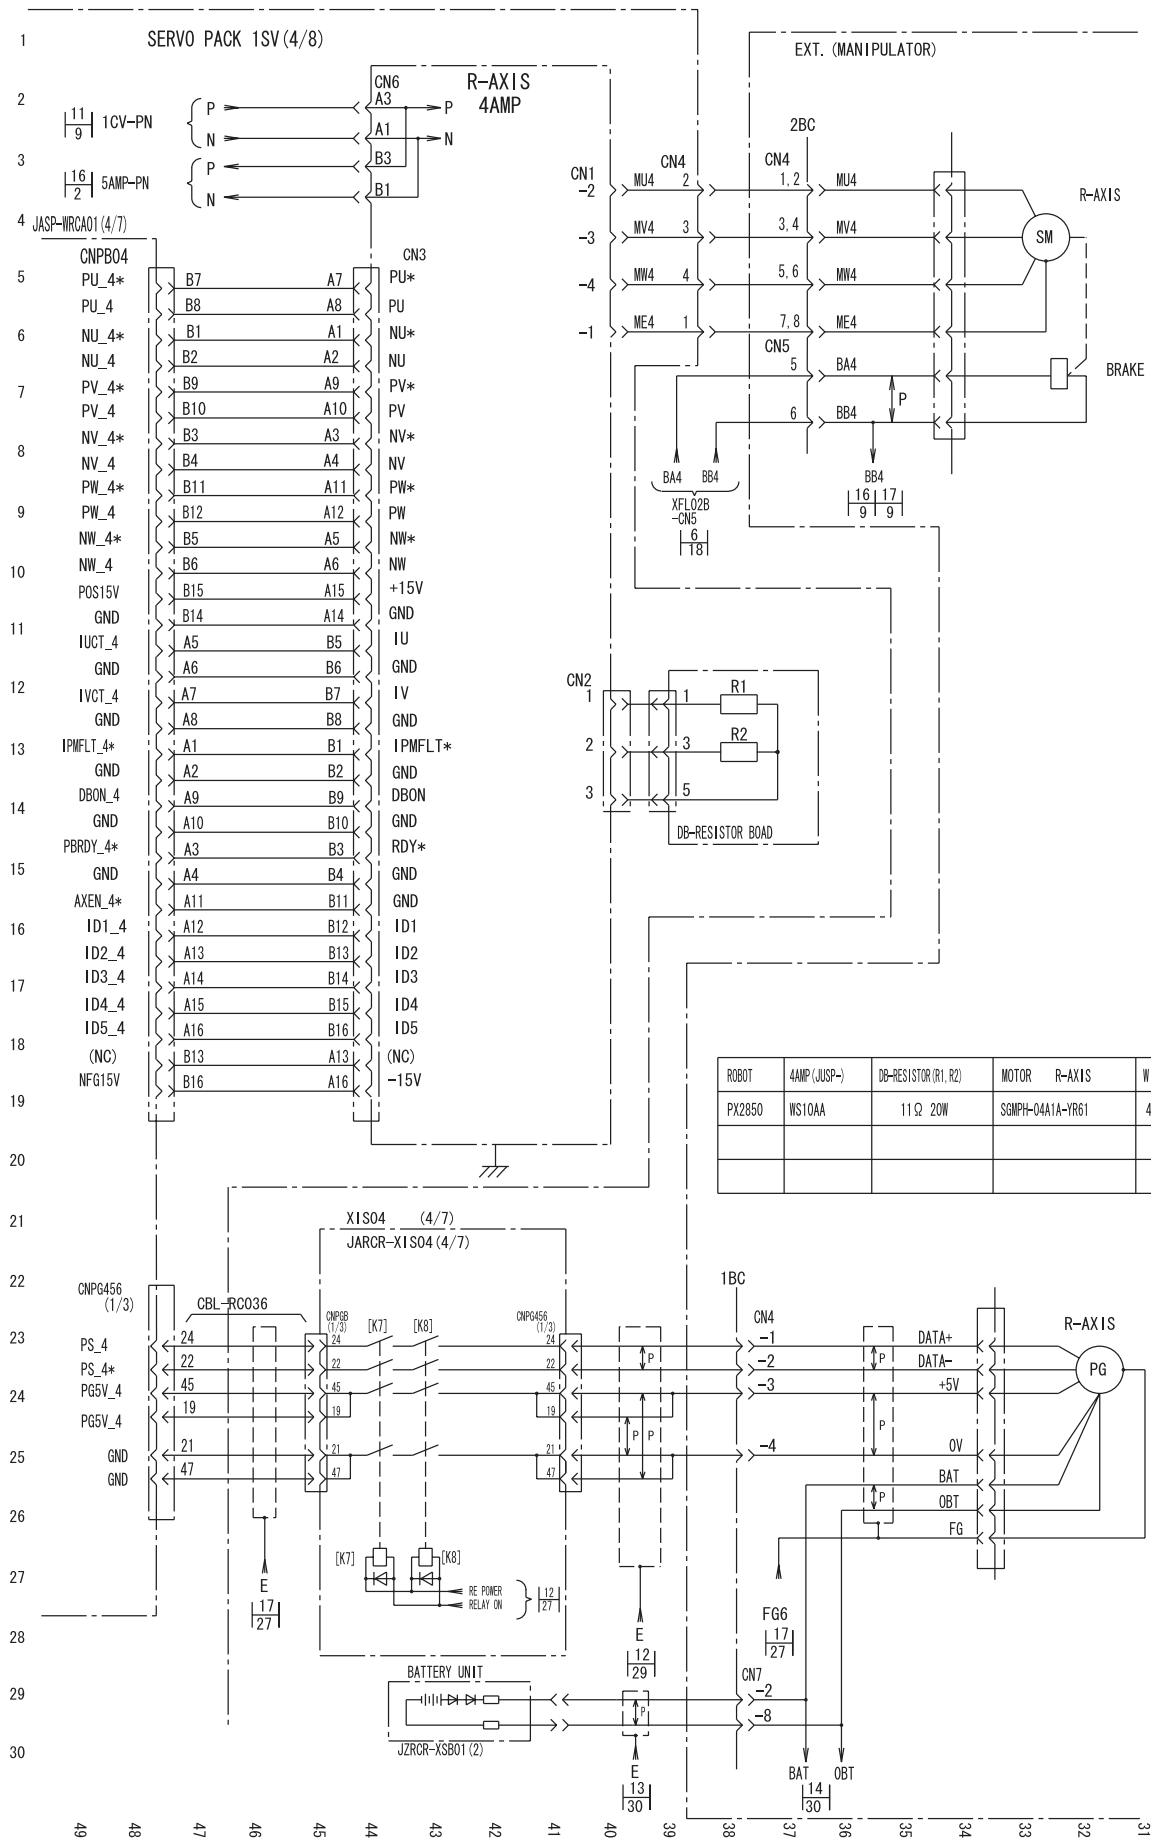 1
SERVO PACK 1SV(4/8)
EXT. (MANIPULATOR)
2
11
9
1CV-PN
P
N
CN6
A3
A1
R-AXIS
4AMP
P
N
3
16
2
5AMP-PN
P
N
B3
B1
2BC
CN1
CN4
CN4
-2 MU4 2 1, 2 MU4
R-AXIS
-3 MV4 3 3, 4 MV4
SM
-4 MW4 4 5, 6 MW4
-1 ME4 1 7, 8 ME4
CN5
5 BA4
BRAKE
P
6 BB4
BA4 BB4
XFL02B
-CN5
6
18
BB4
16 17
9 9
4 JASP-WRCA01(4/7)
CNPB04
CN3
5 PU_4* B7 A7 PU*
PU_4 B8 A8 PU
6 NU_4* B1 A1 NU*
NU_4 B2 A2 NU
7 PV_4* B9 A9 PV*
PV_4 B10 A10 PV
8 NV_4* B3 A3 NV*
NV_4 B4 A4 NV
PW_4* B11 A11 PW*
9 PW_4 B12 A12 PW
NW_4* B5 A5 NW*
10 NW_4 B6 A6 NW
POS15V B15 A15 +15V
11 GND B14 A14 GND
IUCT_4 A5 B5 IU
GND A6 B6 GND
12 IVCT_4 A7 B7 IV
GND A8 B8 GND
13 IPMFLT_4* A1 B1 IPMFLT*
GND A2 B2 GND
14 DBON_4 A9 B9 DBON
GND A10 B10 GND
PBRDY_4* A3 B3 RDY*
15 GND A4 B4 GND
AXEN_4* A11 B11 GND
16 ID1_4 A12 B12 ID1
ID2_4 A13 B13 ID2
17 ID3_4 A14 B14 ID3
ID4_4 A15 B15 ID4
18 ID5_4 A16 B16 ID5
(NC) B13 A13 (NC)
19 NFG15V B16 A16 -15V
CN2
1 1 R1
2 3 R2
3 5
DB-RESISTOR BOAD
ROBOT 4AMP(JUSP-) DB-RESISTOR(R1, R2) MOTOR R-AXIS W
PX2850 WS10AA 11Ω 20W SGMPH-04A1A-YR61 4
20
21
XIS04 (4/7)
JARCR-XIS04(4/7)
22
CNPG456
(1/3)
CBL-RC036
CNPGB
(1/3)
[K7] [K8]
CNPG456
(1/3)
1BC
CN4
R-AXIS
23 PS_4 24 24 24 P -1 P DATA+
PS_4* 22 22 22 -2 DATA-
PG
24 PG5V_4 45 45 45 -3 +5V
PG5V_4 19 19 19
P P P
25 GND 21 21 21 -4 0V
GND 47 47 47 BAT
P
26 OBT
FG
27 [K7] [K8]
RE POWER
RELAY ON
12
27
E
17
27
28
E
12
29
FG6
17
27
29
BATTERY UNIT
CN7
P
-2
-8
30
JZRCR-XSB01(2)
E
13
30
BAT OBT
14
30
49 48 47 46 45 44 43 42 41 40 39 38 37 36 35 34 33 32 31